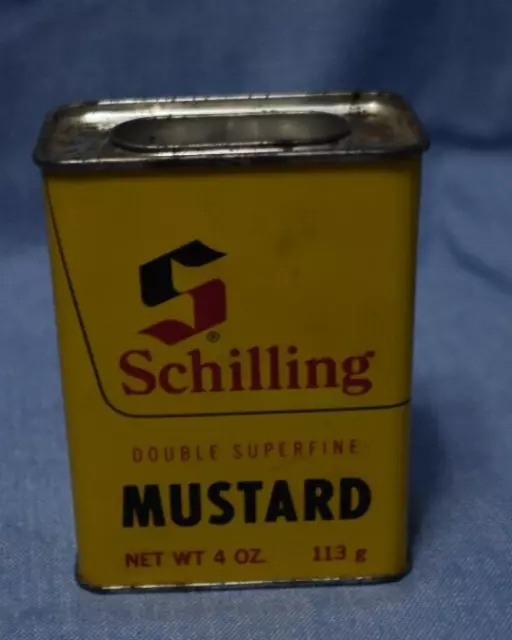 S
®
Schilling
DOUBLE SUPERFINE
MUSTARD
NET WT 4 OZ. 113 g